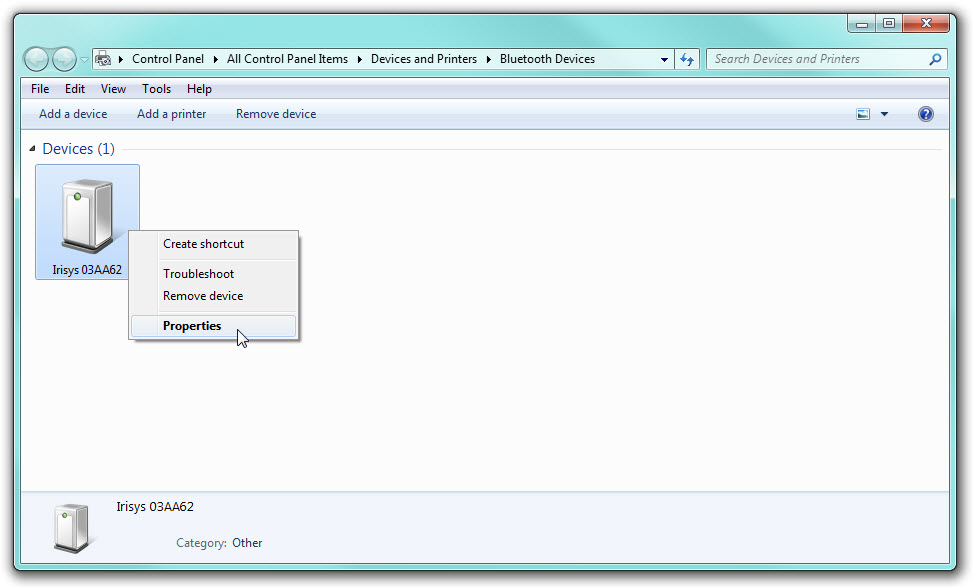 Control Panel All Control Panel Items Devices and Printers Bluetooth Devices Search Devices and Printers
File Edit View Tools Help
Add a device Add a printer Remove device
Devices (1)
Irisys 03AA62
Create shortcut
Troubleshoot
Remove device
Properties
Irisys 03AA62
Category: Other